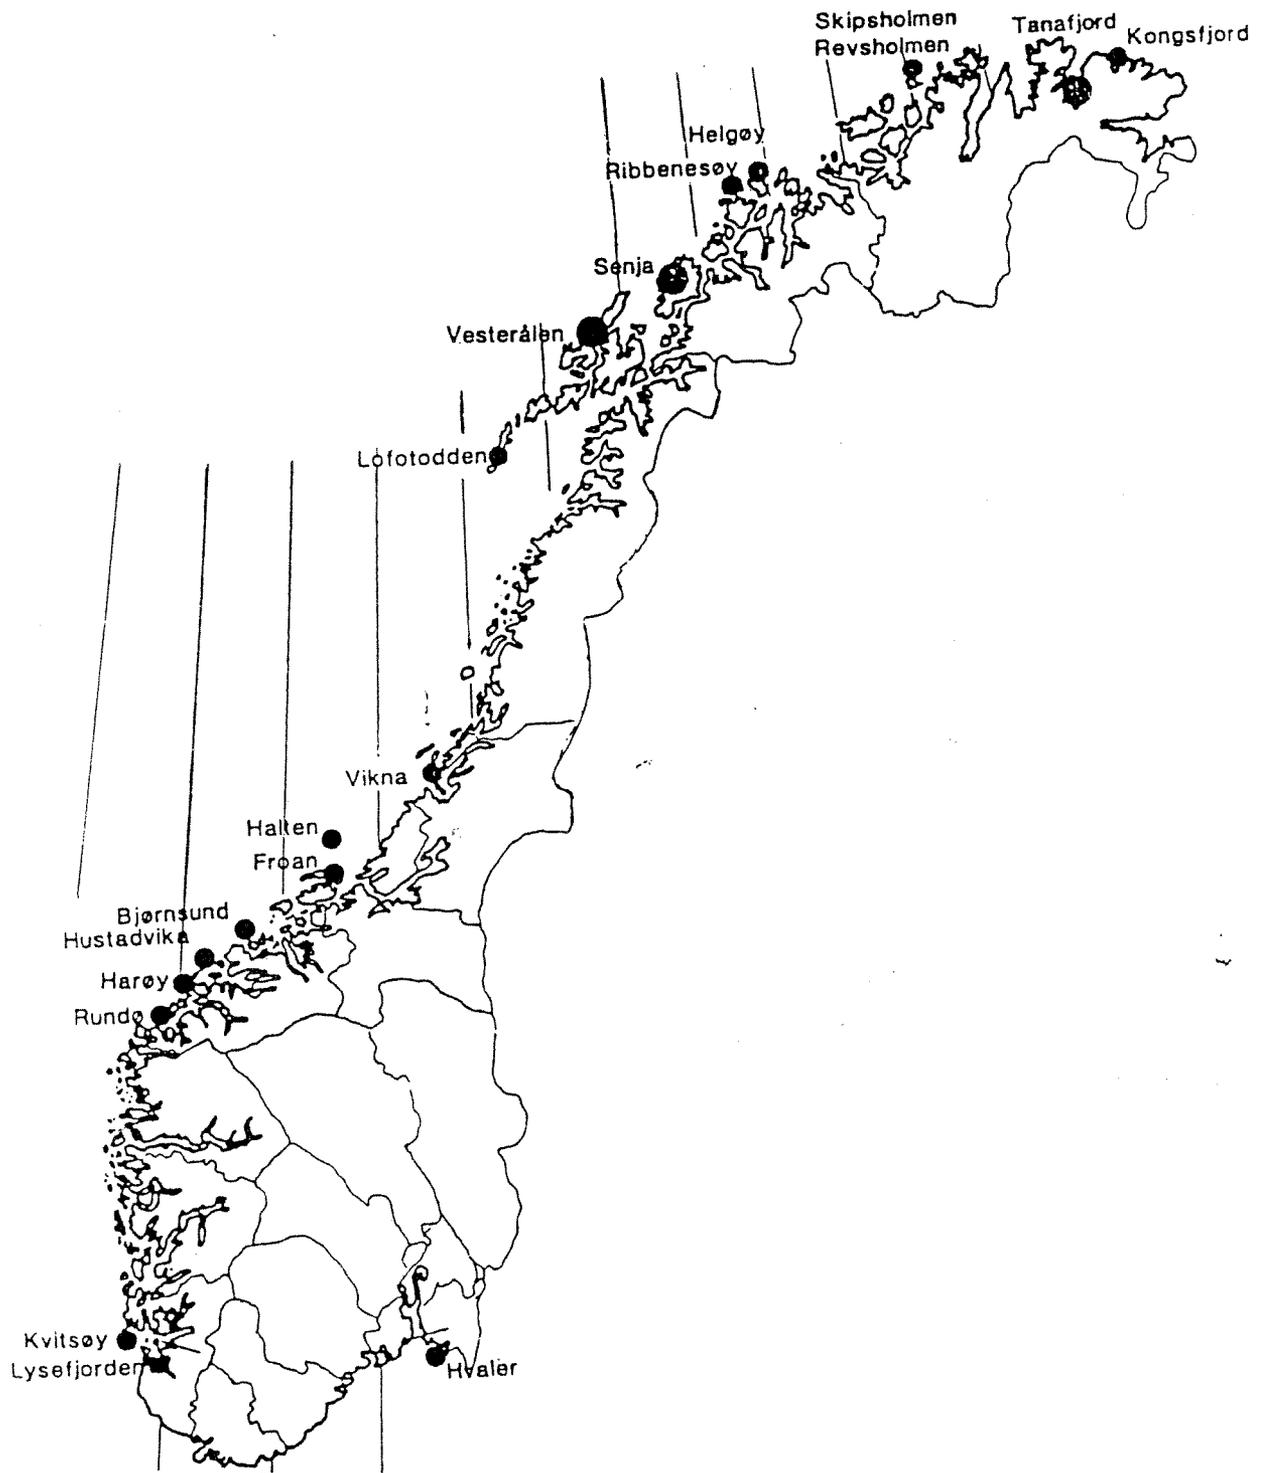 Skipsholmen
Revsholmen
Tanafjord
Kongsfjord
Helgøy
Ribbenesøy
Senja
Vesterålen
Lofotodden
Vikna
Halten
Froan
Bjørnsund
Hustadvika
Harøy
Rundø
Kvitsøy
Lysefjorden
Hvaler